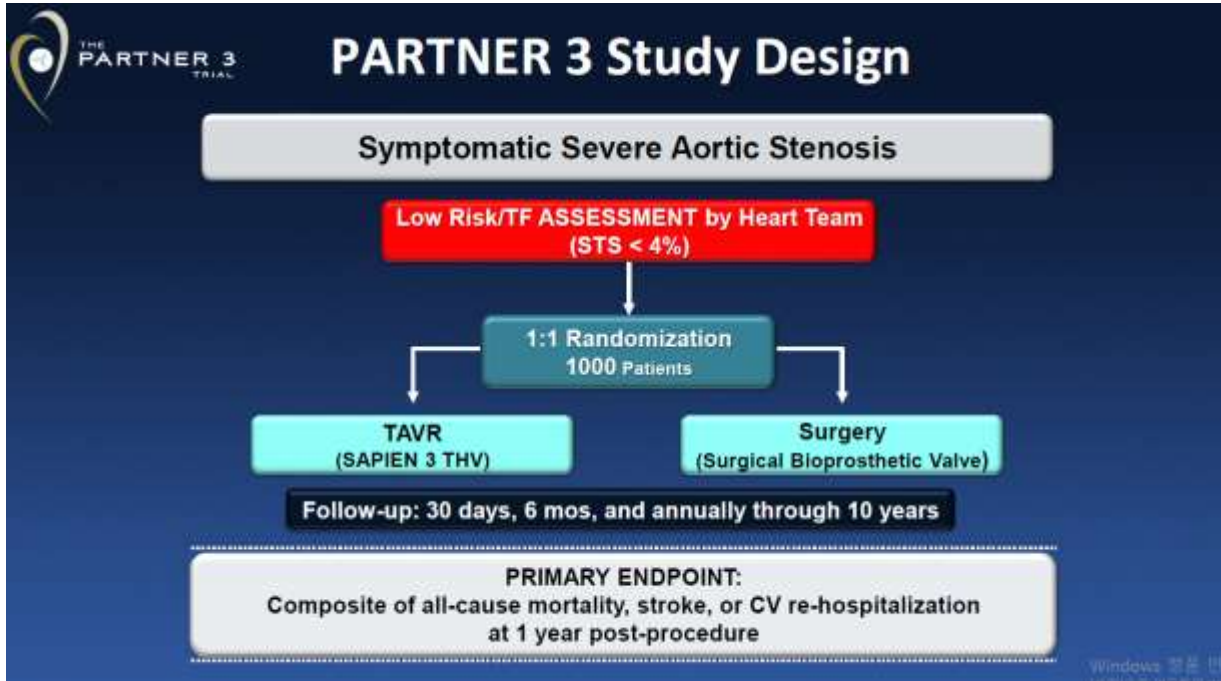 THE
PARTNER 3
TRIAL
PARTNER 3 Study Design
Symptomatic Severe Aortic Stenosis
Low Risk/TF ASSESSMENT by Heart Team
(STS < 4%)
1:1 Randomization
1000 Patients
TAVR
(SAPIEN 3 THV)
Surgery
(Surgical Bioprosthetic Valve)
Follow-up: 30 days, 6 mos, and annually through 10 years
PRIMARY ENDPOINT:
Composite of all-cause mortality, stroke, or CV re-hospitalization
at 1 year post-procedure
Windows